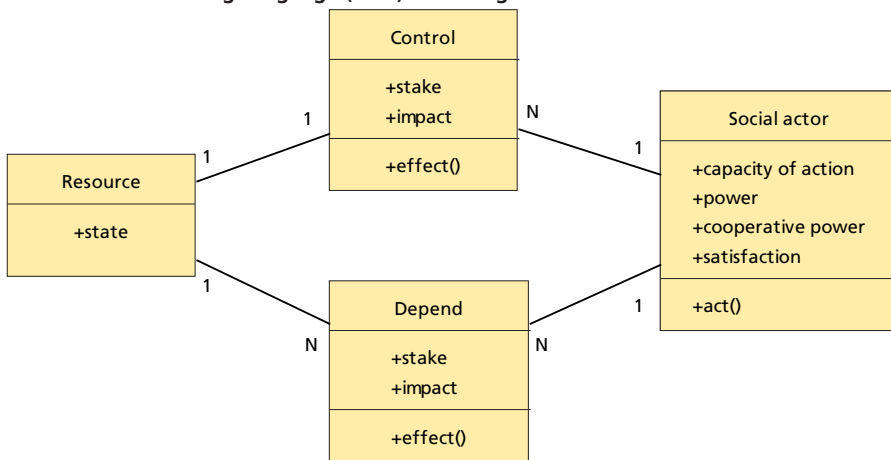 Control
+stake
+impact
+effect()
N
1
1
1
Resource
+state
Social actor
+capacity of action
+power
+cooperative power
+satisfaction
+act()
1
N
N
1
Depend
+stake
+impact
+effect()